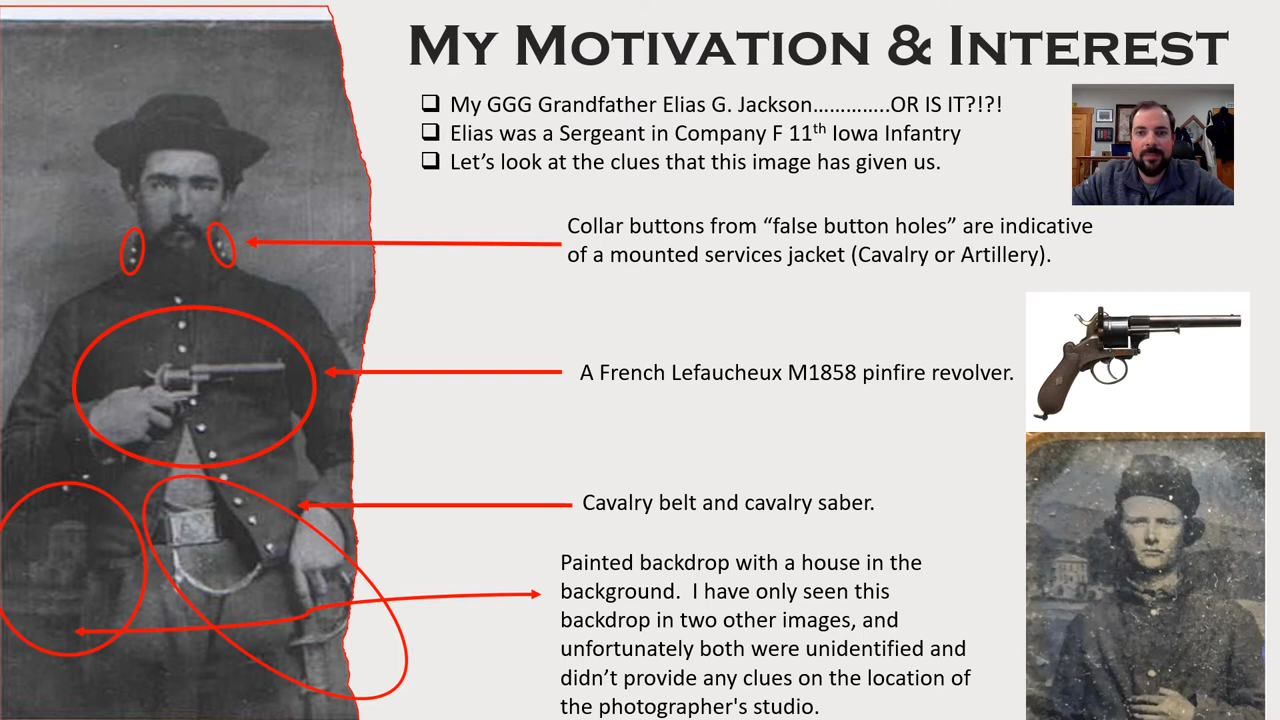 MY MOTIVATION & INTEREST
My GGG Grandfather Elias G. Jackson…………..OR IS IT?!?!
Elias was a Sergeant in Company F 11th Iowa Infantry
Let’s look at the clues that this image has given us.
Collar buttons from “false button holes” are indicative
of a mounted services jacket (Cavalry or Artillery).
A French Lefaucheux M1858 pinfire revolver.
Cavalry belt and cavalry saber.
Painted backdrop with a house in the
background.  I have only seen this
backdrop in two other images, and
unfortunately both were unidentified and
didn’t provide any clues on the location of
the photographer's studio.